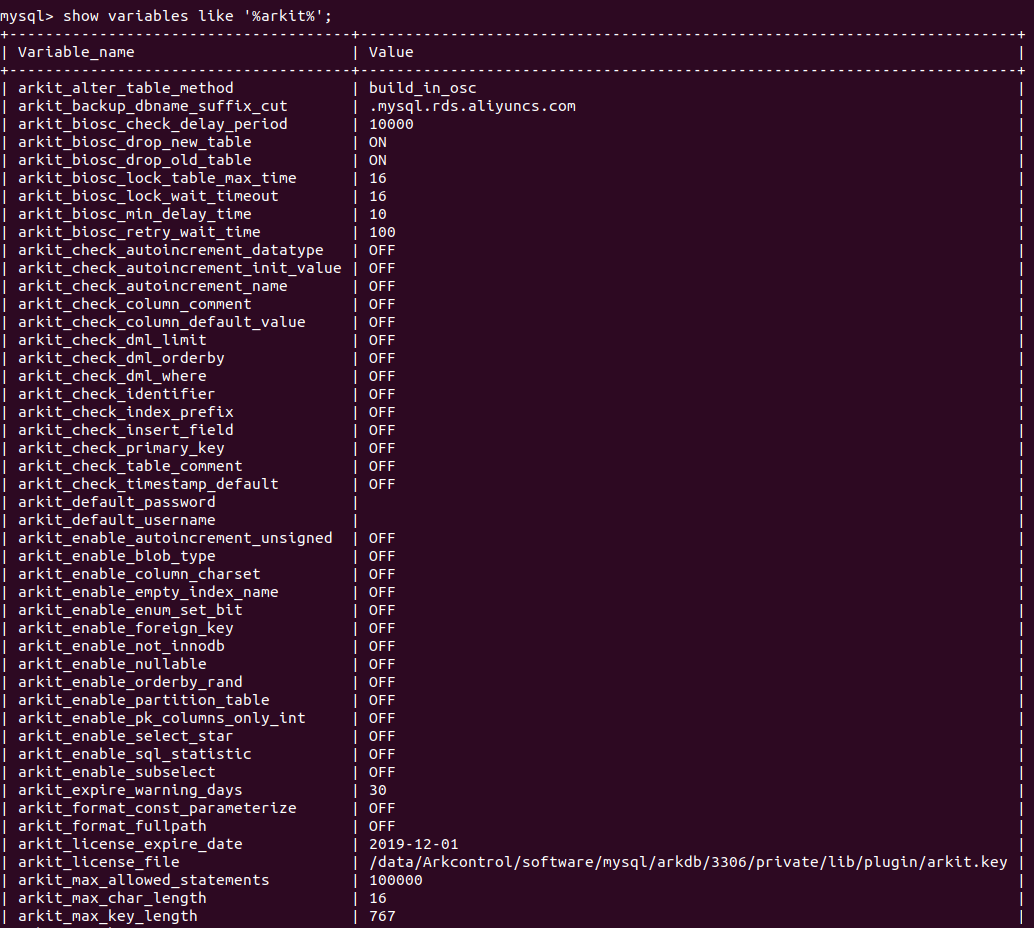 mysql> show variables like '%arkit%';
+--------------------------------------+-------------------------------------------------------------------------+
| Variable_name                        | Value                                                                   |
+--------------------------------------+-------------------------------------------------------------------------+
| arkit_alter_table_method             | build_in_osc                                                            |
| arkit_backup_dbname_suffix_cut       | .mysql.rds.aliyuncs.com                                                 |
| arkit_biosc_check_delay_period       | 10000                                                                   |
| arkit_biosc_drop_new_table           | ON                                                                      |
| arkit_biosc_drop_old_table           | ON                                                                      |
| arkit_biosc_lock_table_max_time      | 16                                                                      |
| arkit_biosc_lock_wait_timeout        | 16                                                                      |
| arkit_biosc_min_delay_time           | 10                                                                      |
| arkit_biosc_retry_wait_time          | 100                                                                     |
| arkit_check_autoincrement_datatype   | OFF                                                                     |
| arkit_check_autoincrement_init_value | OFF                                                                     |
| arkit_check_autoincrement_name       | OFF                                                                     |
| arkit_check_column_comment           | OFF                                                                     |
| arkit_check_column_default_value     | OFF                                                                     |
| arkit_check_dml_limit                | OFF                                                                     |
| arkit_check_dml_orderby              | OFF                                                                     |
| arkit_check_dml_where                | OFF                                                                     |
| arkit_check_identifier               | OFF                                                                     |
| arkit_check_index_prefix             | OFF                                                                     |
| arkit_check_insert_field             | OFF                                                                     |
| arkit_check_primary_key              | OFF                                                                     |
| arkit_check_table_comment            | OFF                                                                     |
| arkit_check_timestamp_default        | OFF                                                                     |
| arkit_default_password               |                                                                         |
| arkit_default_username               |                                                                         |
| arkit_enable_autoincrement_unsigned  | OFF                                                                     |
| arkit_enable_blob_type               | OFF                                                                     |
| arkit_enable_column_charset          | OFF                                                                     |
| arkit_enable_empty_index_name        | OFF                                                                     |
| arkit_enable_enum_set_bit            | OFF                                                                     |
| arkit_enable_foreign_key             | OFF                                                                     |
| arkit_enable_not_innodb              | OFF                                                                     |
| arkit_enable_nullable                | OFF                                                                     |
| arkit_enable_orderby_rand            | OFF                                                                     |
| arkit_enable_partition_table         | OFF                                                                     |
| arkit_enable_pk_columns_only_int     | OFF                                                                     |
| arkit_enable_select_star             | OFF                                                                     |
| arkit_enable_sql_statistic           | OFF                                                                     |
| arkit_enable_subselect               | OFF                                                                     |
| arkit_expire_warning_days            | 30                                                                      |
| arkit_format_const_parameterize      | OFF                                                                     |
| arkit_format_fullpath                | OFF                                                                     |
| arkit_license_expire_date            | 2019-12-01                                                              |
| arkit_license_file                   | /data/Arkcontrol/software/mysql/arkdb/3306/private/lib/plugin/arkit.key |
| arkit_max_allowed_statements         | 100000                                                                  |
| arkit_max_char_length                | 16                                                                      |
| arkit_max_key_length                 | 767                                                                     |